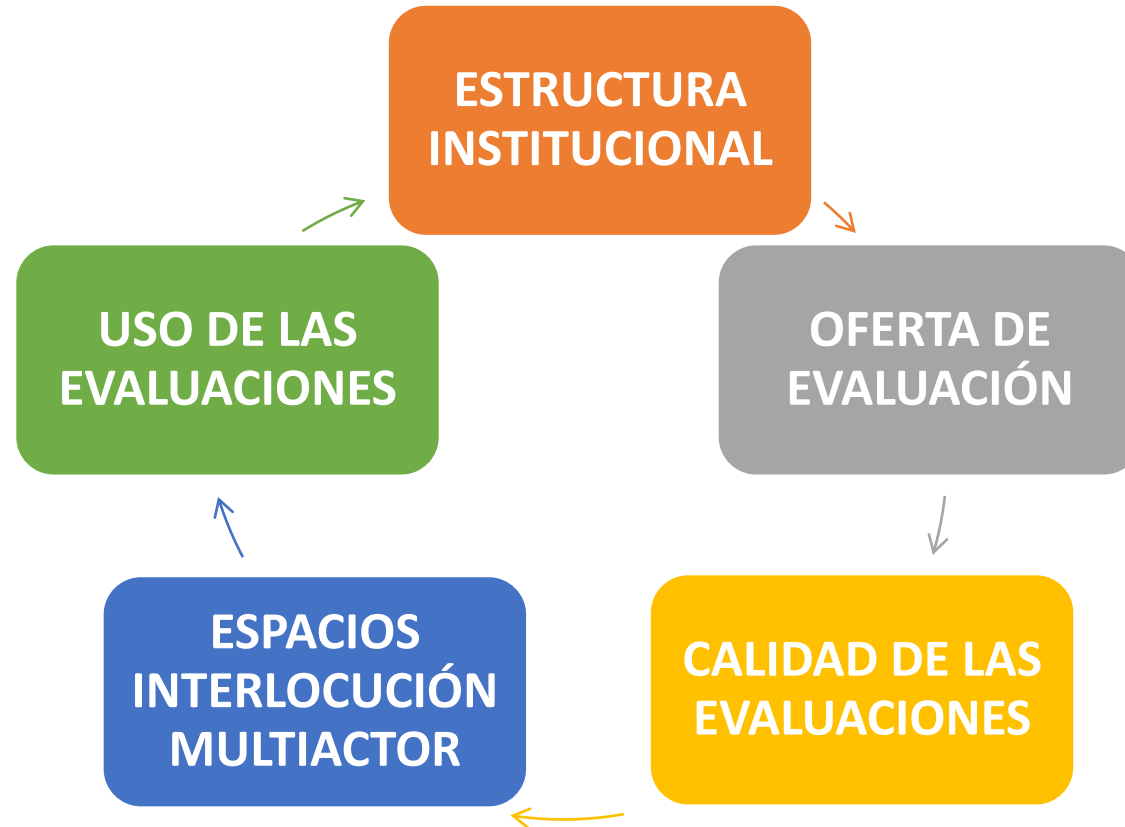 ESTRUCTURA
INSTITUCIONAL
OFERTA DE
EVALUACIÓN
CALIDAD DE LAS
EVALUACIONES
ESPACIOS
INTERLOCUCIÓN
MULTIACTOR
USO DE LAS
EVALUACIONES